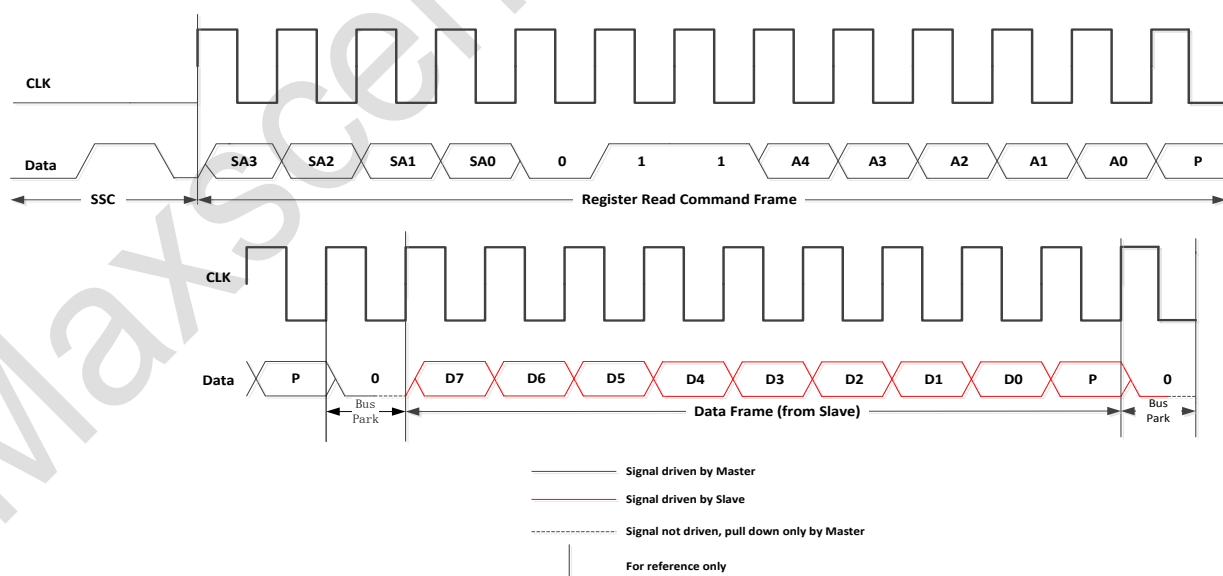 CLK
Data SA3 SA2 SA1 SA0 0 1 1 A4 A3 A2 A1 A0 P
SSC Register Read Command Frame
CLK
Data P 0 D7 D6 D5 D4 D3 D2 D1 D0 P 0
Bus Park Data Frame (from Slave) Bus Park
Signal driven by Master
Signal driven by Slave
Signal not driven, pull down only by Master
For reference only